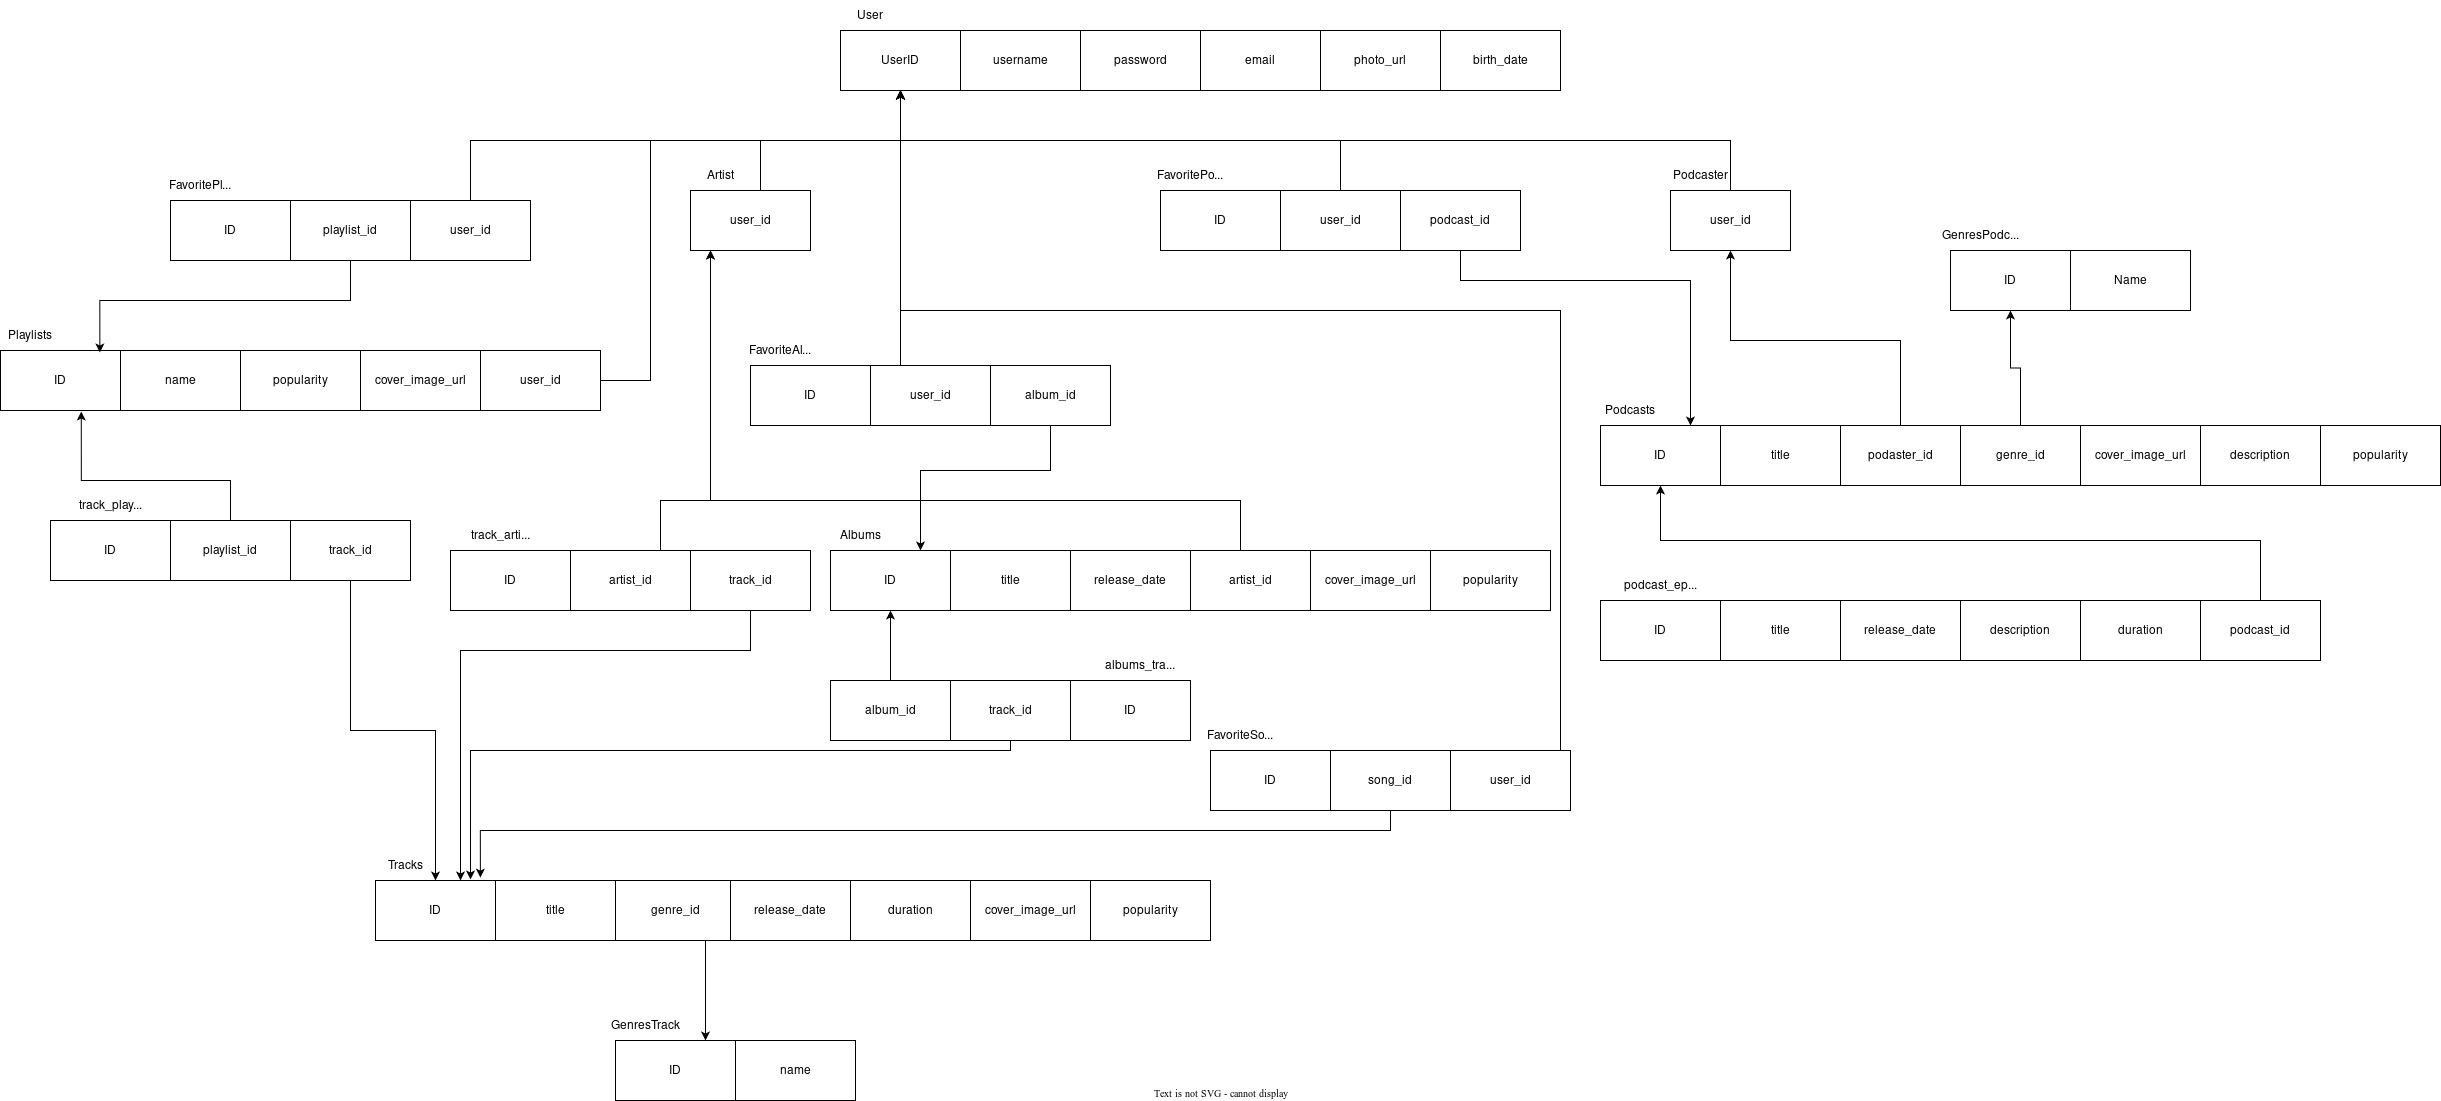 User
UserID username password email photo_url birth_date
Artist
FavoritePo...
Podcaster
FavoritePl...
user_id
ID user_id podcast_id
user_id
ID playlist_id user_id
GenresPodc...
ID Name
Playlists
FavoriteAl...
ID name popularity cover_image_url user_id
ID user_id album_id
Podcasts
ID title podaster_id genre_id cover_image_url description popularity
track_play...
track_arti...
Albums
ID playlist_id track_id
ID artist_id track_id
ID title release_date artist_id cover_image_url popularity
podcast_ep...
ID title release_date description duration podcast_id
albums_tra...
album_id track_id ID
FavoriteSo...
ID song_id user_id
Tracks
ID title genre_id release_date duration cover_image_url popularity
GenresTrack
ID name
Text is not SVG - cannot display